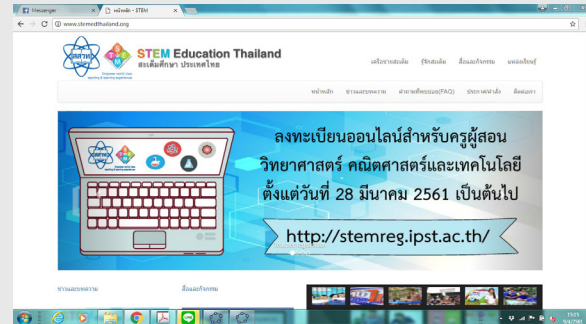 Messenger
หน้าหลัก - STEM
www.stemedthailand.org
สสวท
STEM
STEM Education Thailand
สะเต็มศึกษา ประเทศไทย
เครือข่ายสะเต็ม รู้จักสะเต็ม สื่อและกิจกรรม แหล่งเรียนรู้
หน้าหลัก ข่าวและบทความ คำถามที่พบบ่อย(FAQ) ประกาศ/คำสั่ง ติดต่อเรา
ลงทะเบียนออนไลน์สำหรับครูผู้สอน
วิทยาศาสตร์ คณิตศาสตร์และเทคโนโลยี
ตั้งแต่วันที่ 28 มีนาคม 2561 เป็นต้นไป
http://stemreg.ipst.ac.th/
ข่าวและบทความ สื่อและกิจกรรม